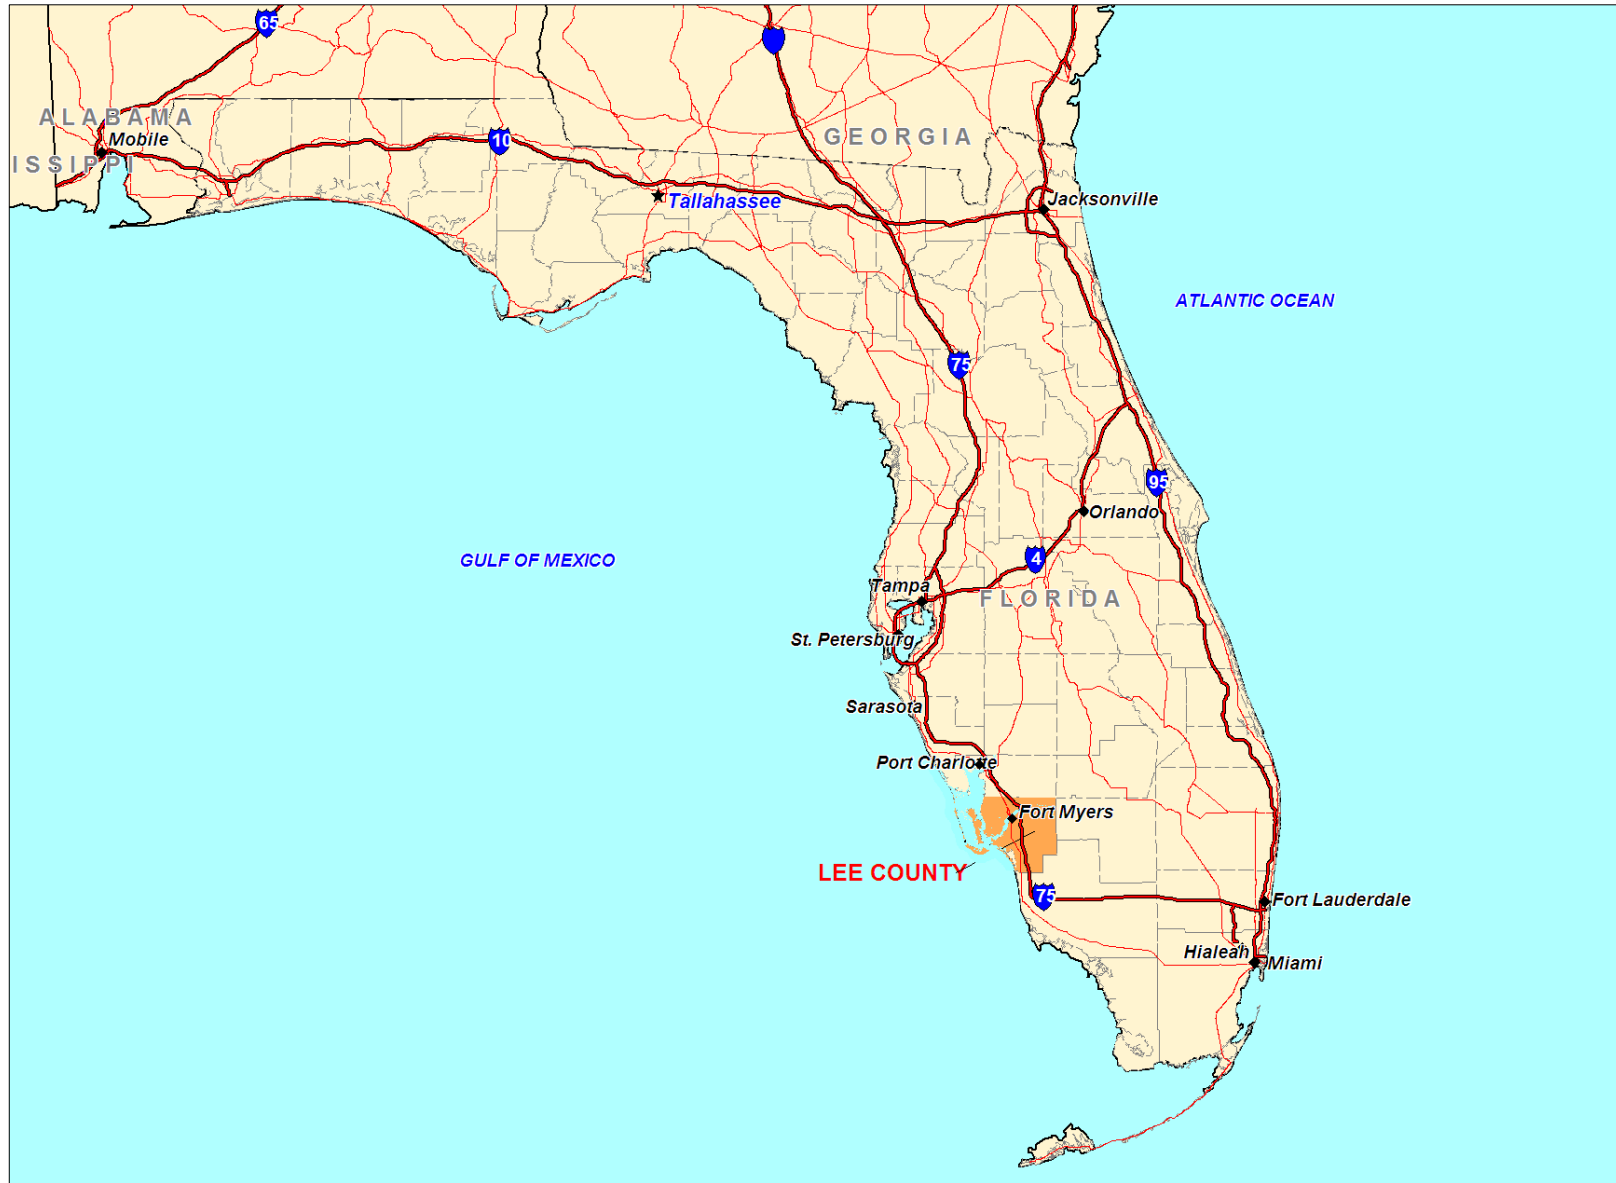 65
ALABAMA
Mobile
ISSIPPI
10
GEORGIA
Tallahassee
Jacksonville
ATLANTIC OCEAN
75
95
Orlando
GULF OF MEXICO
4
Tampa
FLORIDA
St. Petersburg
Sarasota
Port Charlotte
Fort Myers
LEE COUNTY
75
Fort Lauderdale
Hialeah
Miami